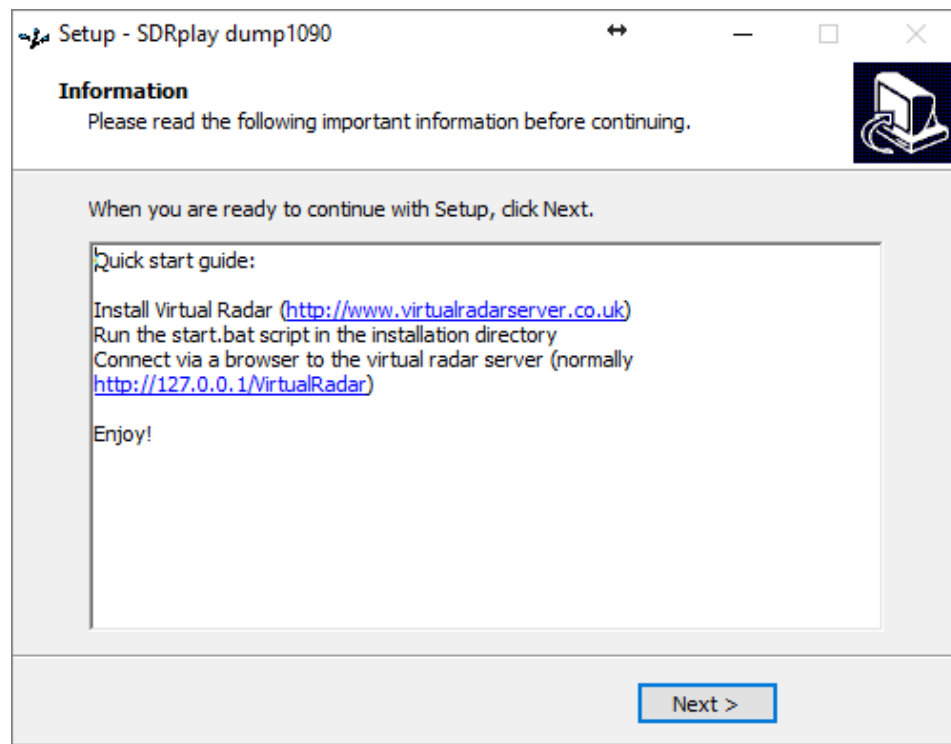 Setup - SDRplay dump1090
Information
Please read the following important information before continuing.
When you are ready to continue with Setup, click Next.
Quick start guide:
Install Virtual Radar (http://www.virtualradarserver.co.uk)
Run the start.bat script in the installation directory
Connect via a browser to the virtual radar server (normally
http://127.0.0.1/VirtualRadar)
Enjoy!
Next >